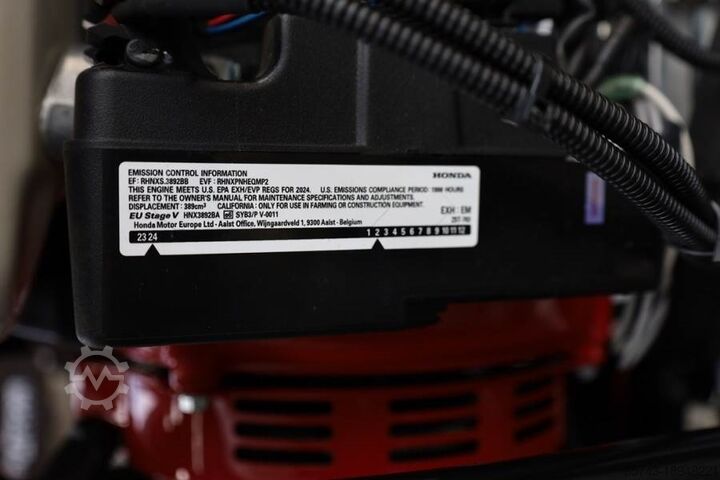 EMISSION CONTROL INFORMATION HONDA
EF: RHNXS.3892BB EVF: RHNXPNHEQMP2
THIS ENGINE MEETS U.S. EPA EXH/EVP REGS FOR 2024. U.S. EMISSIONS COMPLIANCE PERIOD: 1000 HOURS
REFER TO THE OWNER'S MANUAL FOR MAINTENANCE SPECIFICATIONS AND ADJUSTMENTS.
DISPLACEMENT: 389cm³ CALIFORNIA: ONLY FOR USE IN FARMING OR CONSTRUCTION EQUIPMENT.
EU Stage V HNX3892BA SYB3/P V-0011 EXH : EM
Honda Motor Europe Ltd - Aalst Office, Wijngaardveld 1, 9300 Aalst - Belgium
23 24 1 2 3 4 5 6 7 8 9 10 11 12